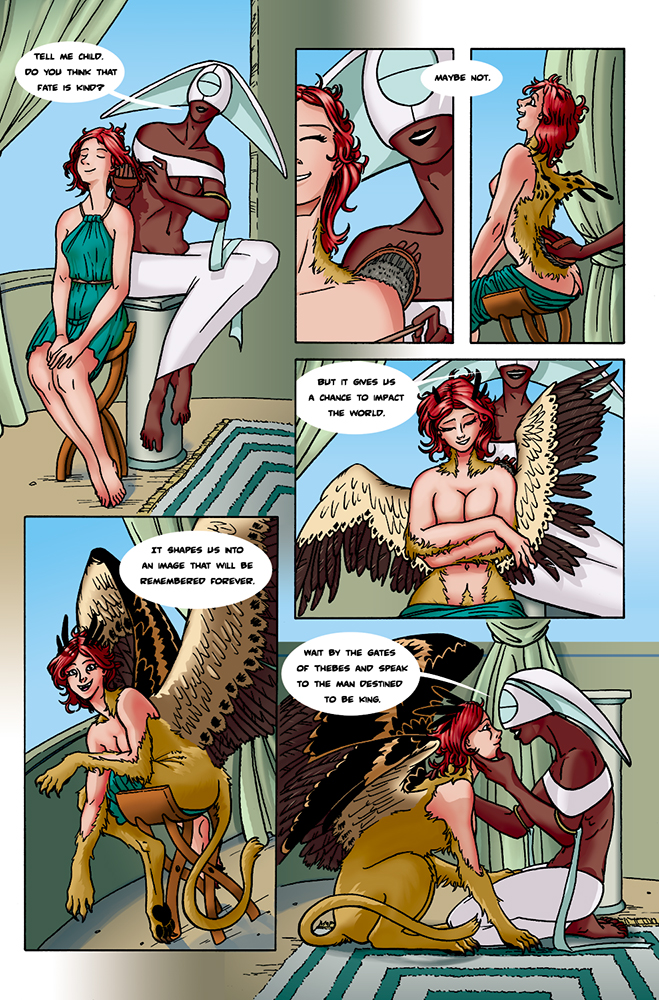 TELL ME CHILD.
DO YOU THINK THAT
FATE IS KIND?
MAYBE NOT.
BUT IT GIVES US
A CHANCE TO IMPACT
THE WORLD.
IT SHAPES US NTO
AN IMAGE THAT WILL BE
REMEMBERED FOREVER.
WAIT BY THE GATES
OF THEBES AND SPEAK
TO THE MAN DESTINED
TO BE KING.